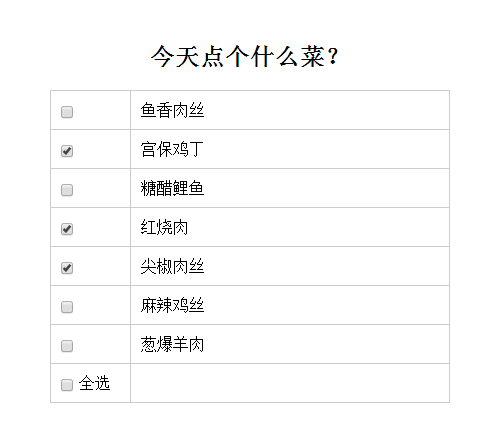 今天点个什么菜？
鱼香肉丝
宫保鸡丁
糖醋鲤鱼
红烧肉
尖椒肉丝
麻辣鸡丝
葱爆羊肉
全选